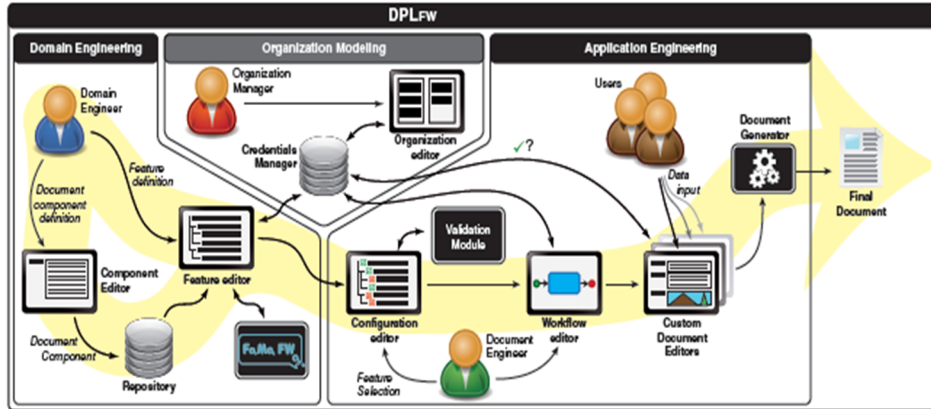 DPLFW
Domain Engineering
Organization Modeling
Application Engineering
Domain
Engineer
Organization
Manager
Organization
editor
Credentials
Manager
Users
Document
Generator
Final
Document
Document
component
definition
Feature
definition
✓?
Data
input
Component
Editor
Feature editor
Validation
Module
Configuration
editor
Workflow
editor
Custom
Document
Editors
Document
Component
Repository
Fa.Ma. FW
Feature
Selection
Document
Engineer